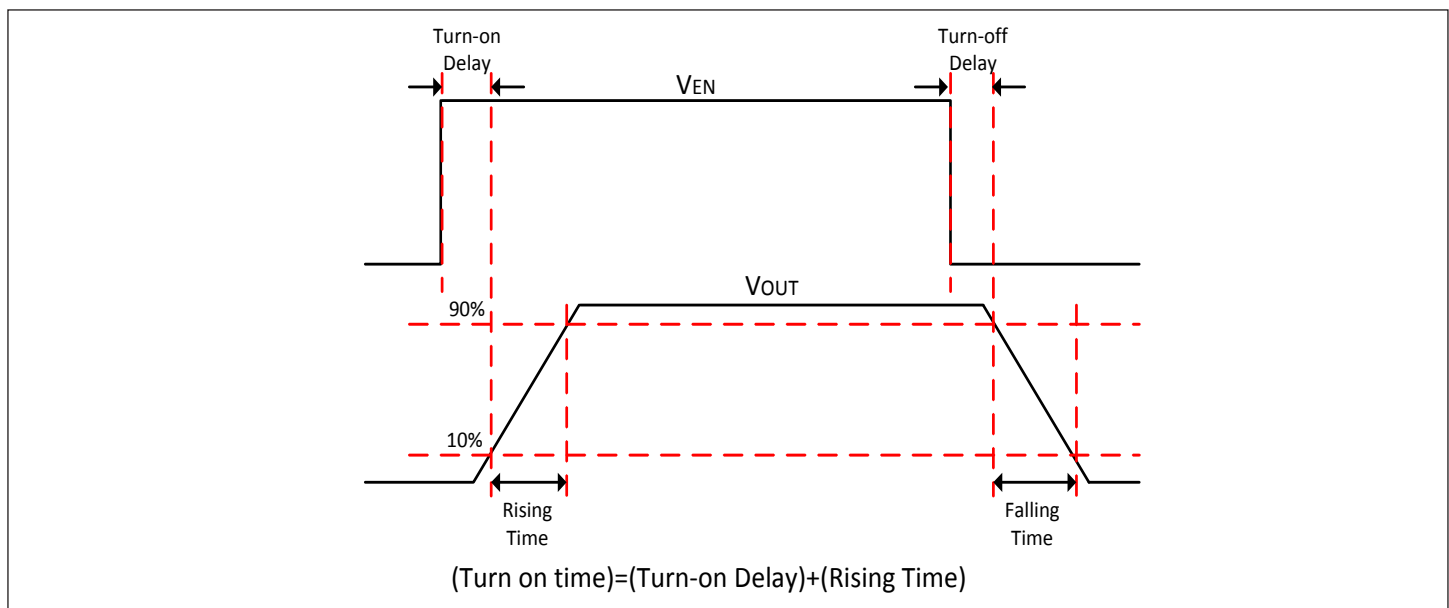 Turn-on
Delay
Turn-off
Delay
VEN
VOUT
90%
10%
Rising
Time
Falling
Time
(Turn on time)=(Turn-on Delay)+(Rising Time)